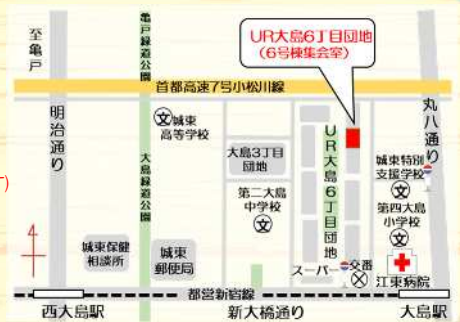 UR大島6丁目団地
(6号棟集会室)
至亀戸
亀戸緑道公園
首都高速7号小松川線
丸八通り
明治通り
文
城東
高等学校
大島3丁目
団地
UR大島6丁目団地
城東特別
支援学校
文
大島緑道公園
第二大島
中学校
文
第四大島
小学校
文
城東保健
相談所
城東
郵便局
スーパー
交番
江東病院
4
都営新宿線
西大島駅
新大橋通り
大島駅